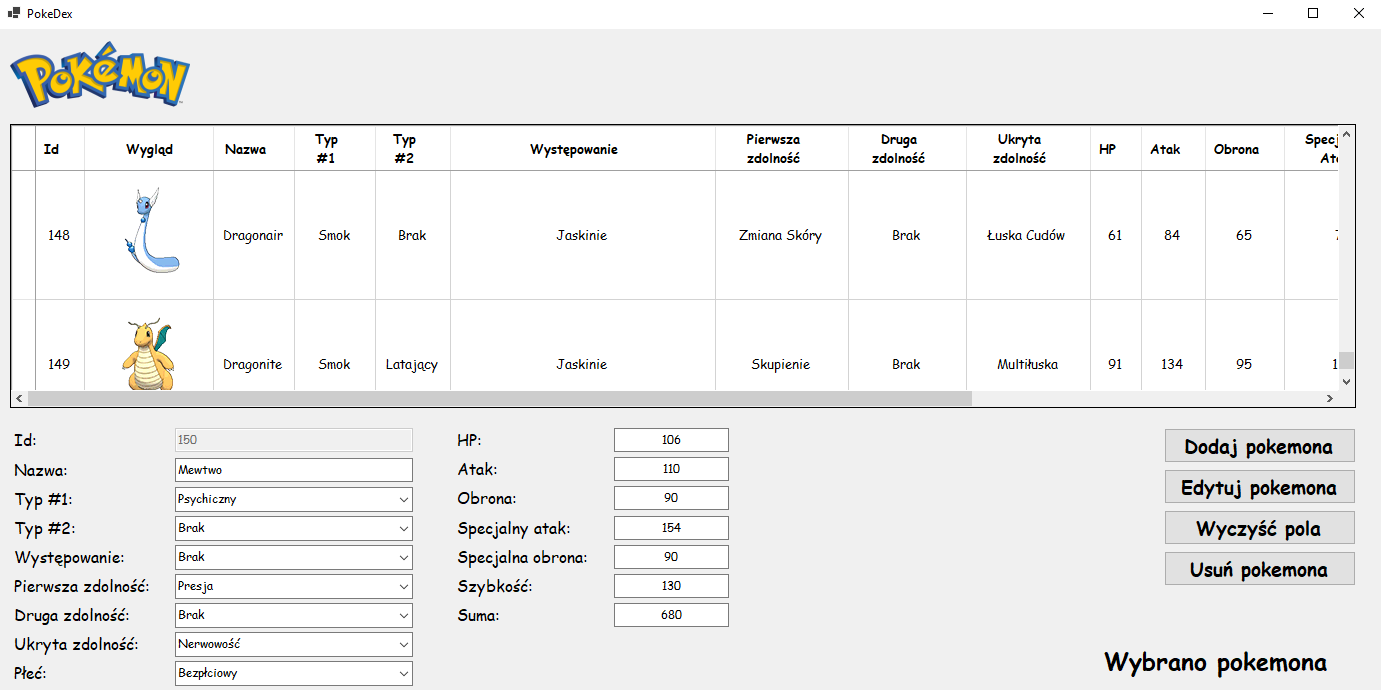 PokeDex
POKéMON
Id Wygląd Nazwa Typ #1 Typ #2 Występowanie Pierwsza zdolność Druga zdolność Ukryta zdolność HP Atak Obrona
148 Dragonair Smok Brak Jaskinie Zmiana Skóry Brak Łuska Cudów 61 84 65
149 Dragonite Smok Latający Jaskinie Skupienie Brak Multiłuska 91 134 95
Id: 150
Nazwa: Mewtwo
Typ #1: Psychiczny
Typ #2: Brak
Występowanie: Brak
Pierwsza zdolność: Presja
Druga zdolność: Brak
Ukryta zdolność: Nerwowość
Płeć: Bezpłciowy
HP: 106
Atak: 110
Obrona: 90
Specjalny atak: 154
Specjalna obrona: 90
Szybkość: 130
Suma: 680
Dodaj pokemona
Edytuj pokemona
Wyczyść pola
Usuń pokemona
Wybrano pokemona